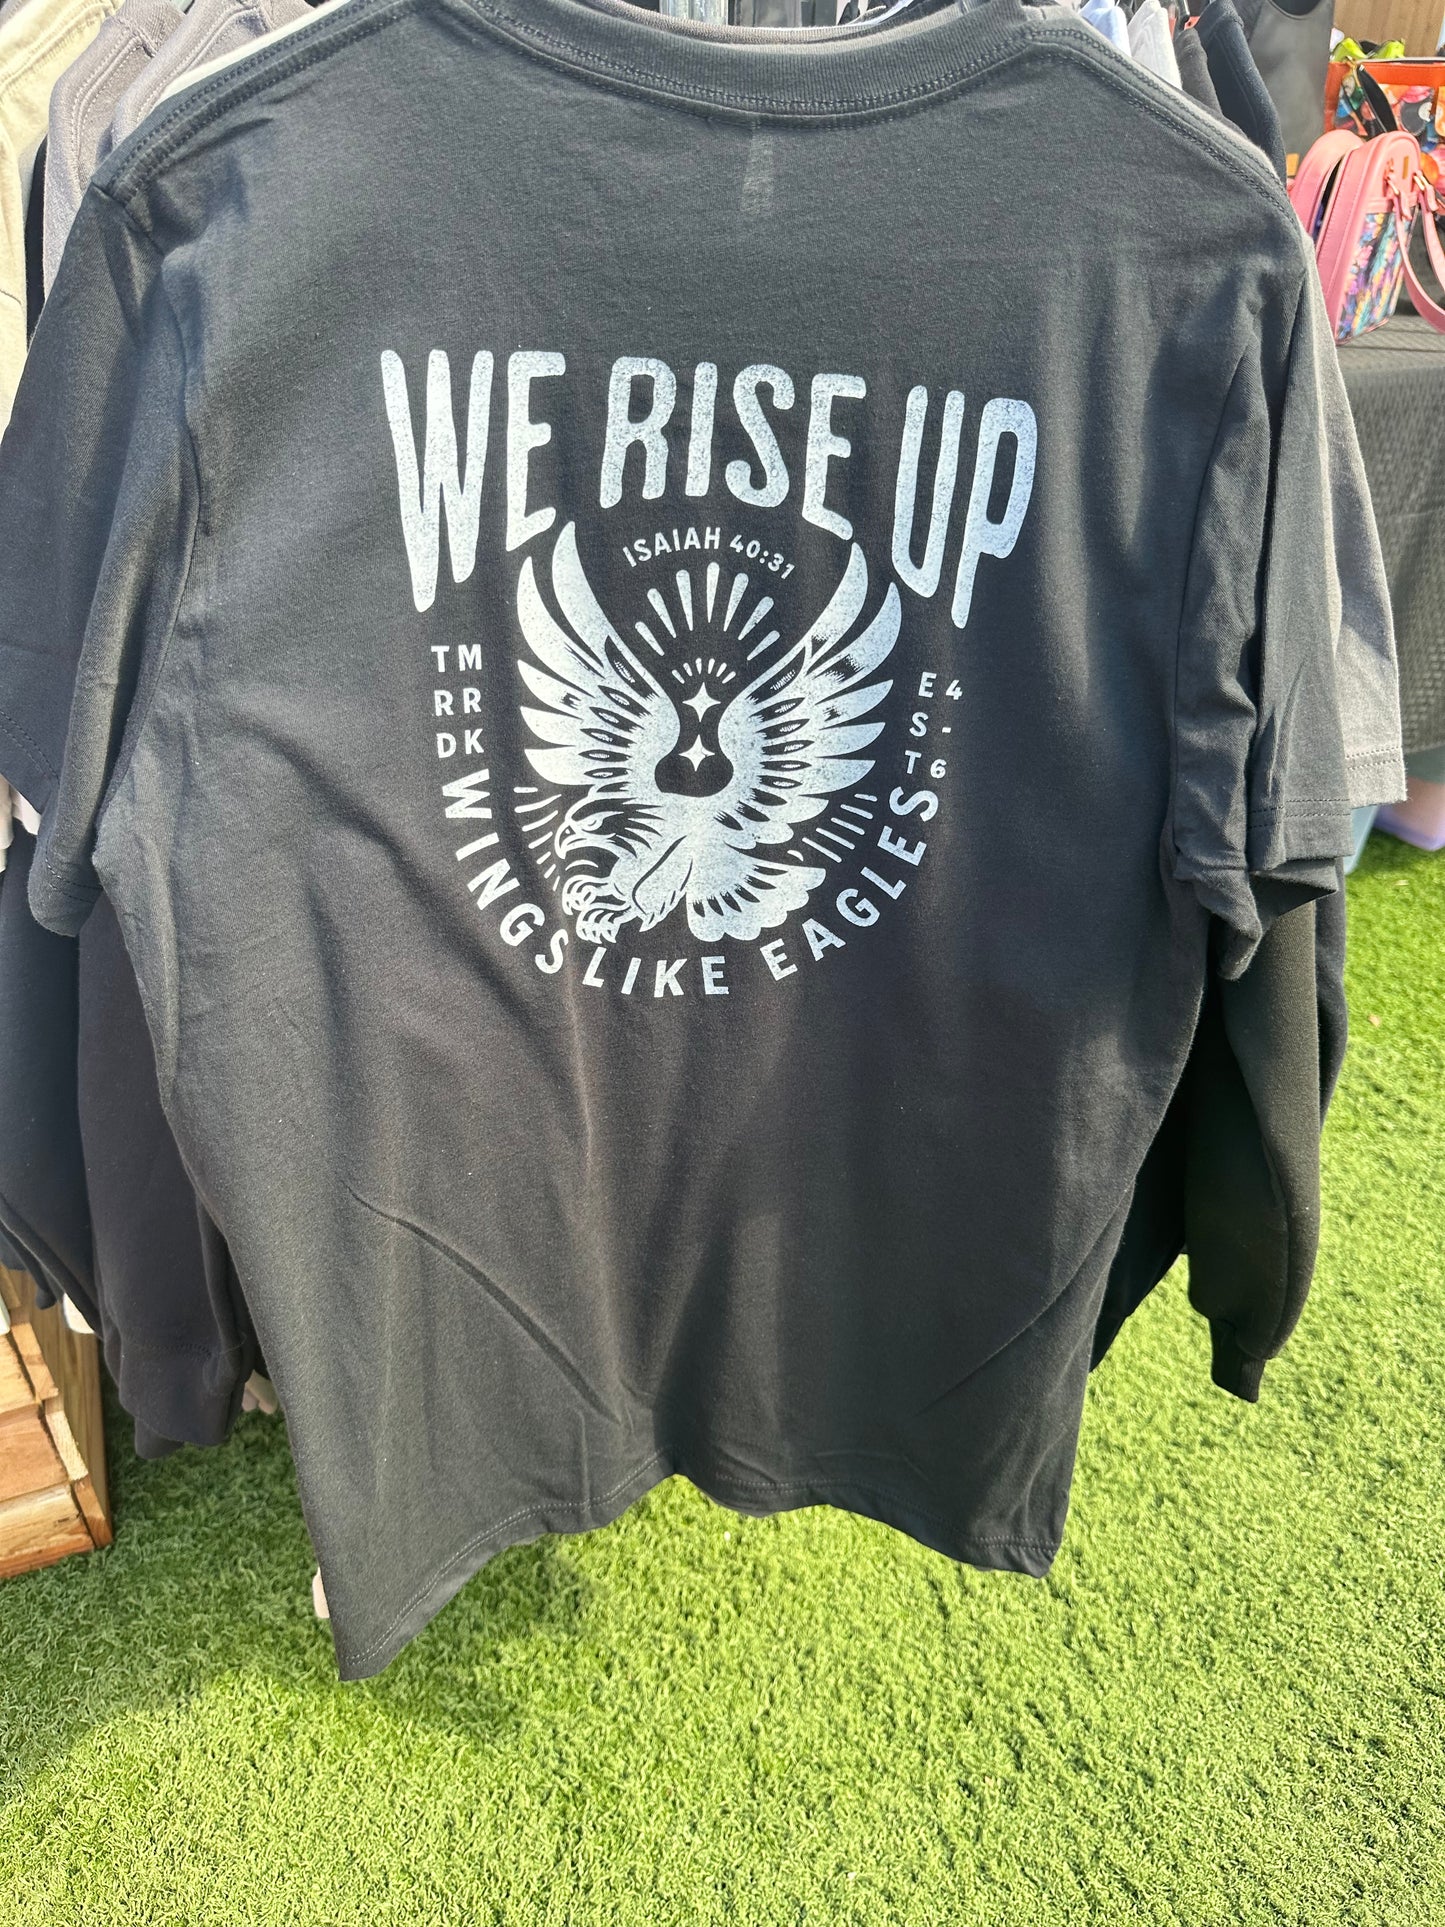 WE RISE UP
ISAIAH 40:31
TM
RR
DK
E4
S-
T6
WINGS LIKE EAGLES